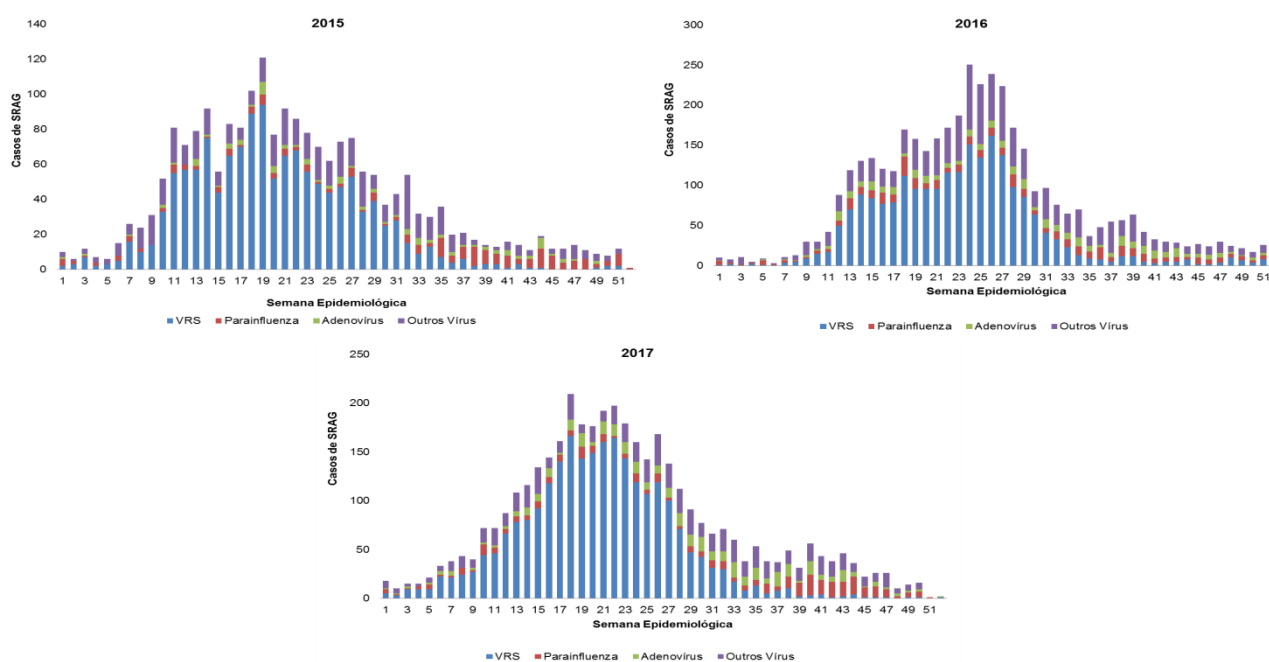 2015
140
120
100
80
60
40
20
0
Casos de SRAG
1 3 5 7 9 11 13 15 17 19 21 23 25 27 29 31 33 35 37 39 41 43 45 47 49 51
Semana Epidemiológica
VRS Parainfluenza Adenovírus Outros Vírus
2016
300
250
200
150
100
50
0
Casos de SRAG
1 3 5 7 9 11 13 15 17 19 21 23 25 27 29 31 33 35 37 39 41 43 45 47 49 51
Semana Epidemiológica
VRS Parainfluenza Adenovírus Outros Vírus
2017
250
200
150
100
50
0
Casos de SRAG
1 3 5 7 9 11 13 15 17 19 21 23 25 27 29 31 33 35 37 39 41 43 45 47 49 51
Semana Epidemiológica
VRS Parainfluenza Adenovírus Outros Vírus